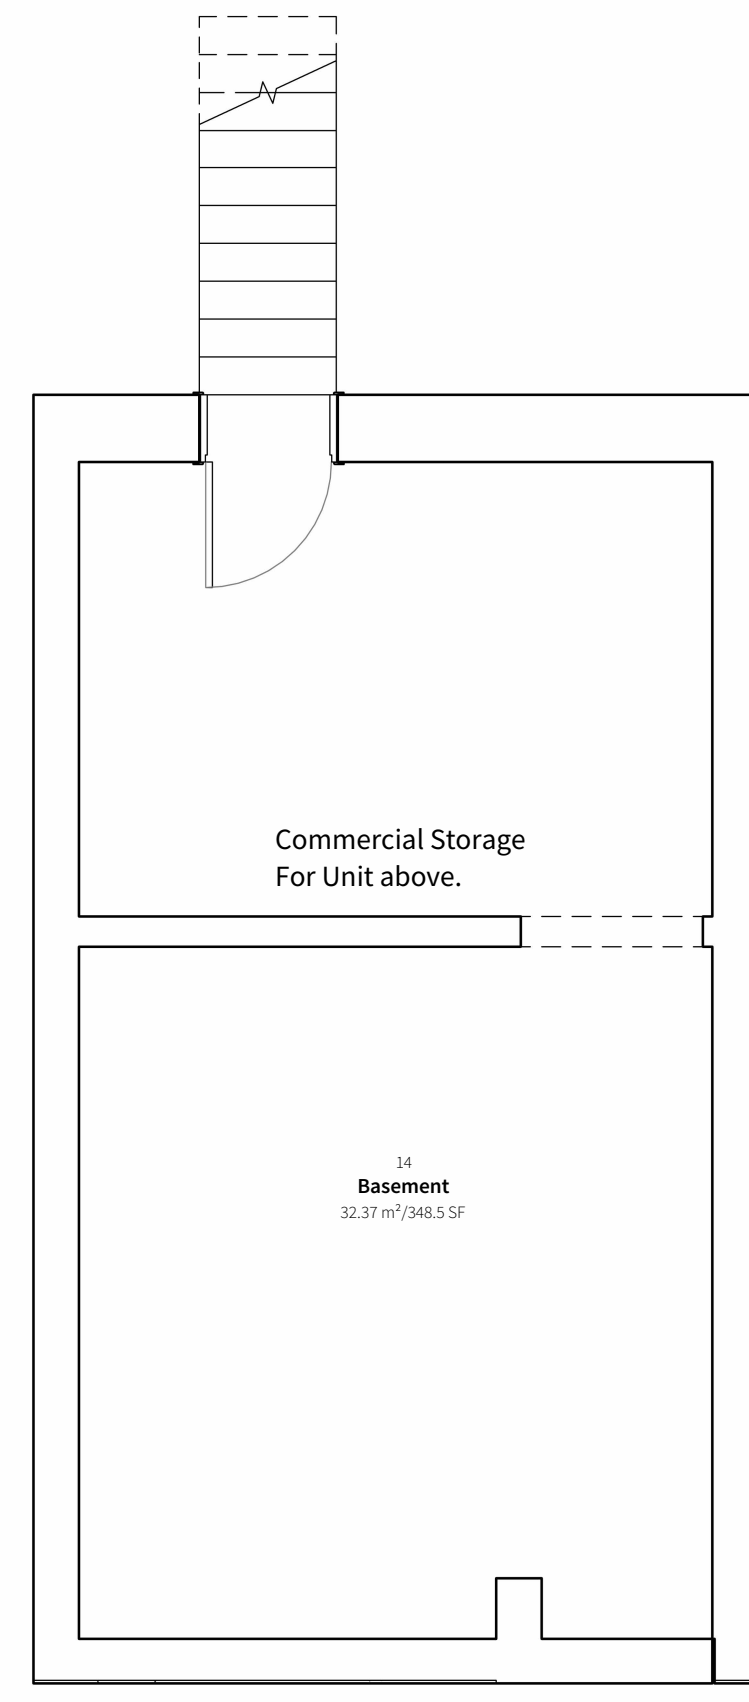 Commercial Storage
For Unit above.
14
Basement
32.37 m²/348.5 SF